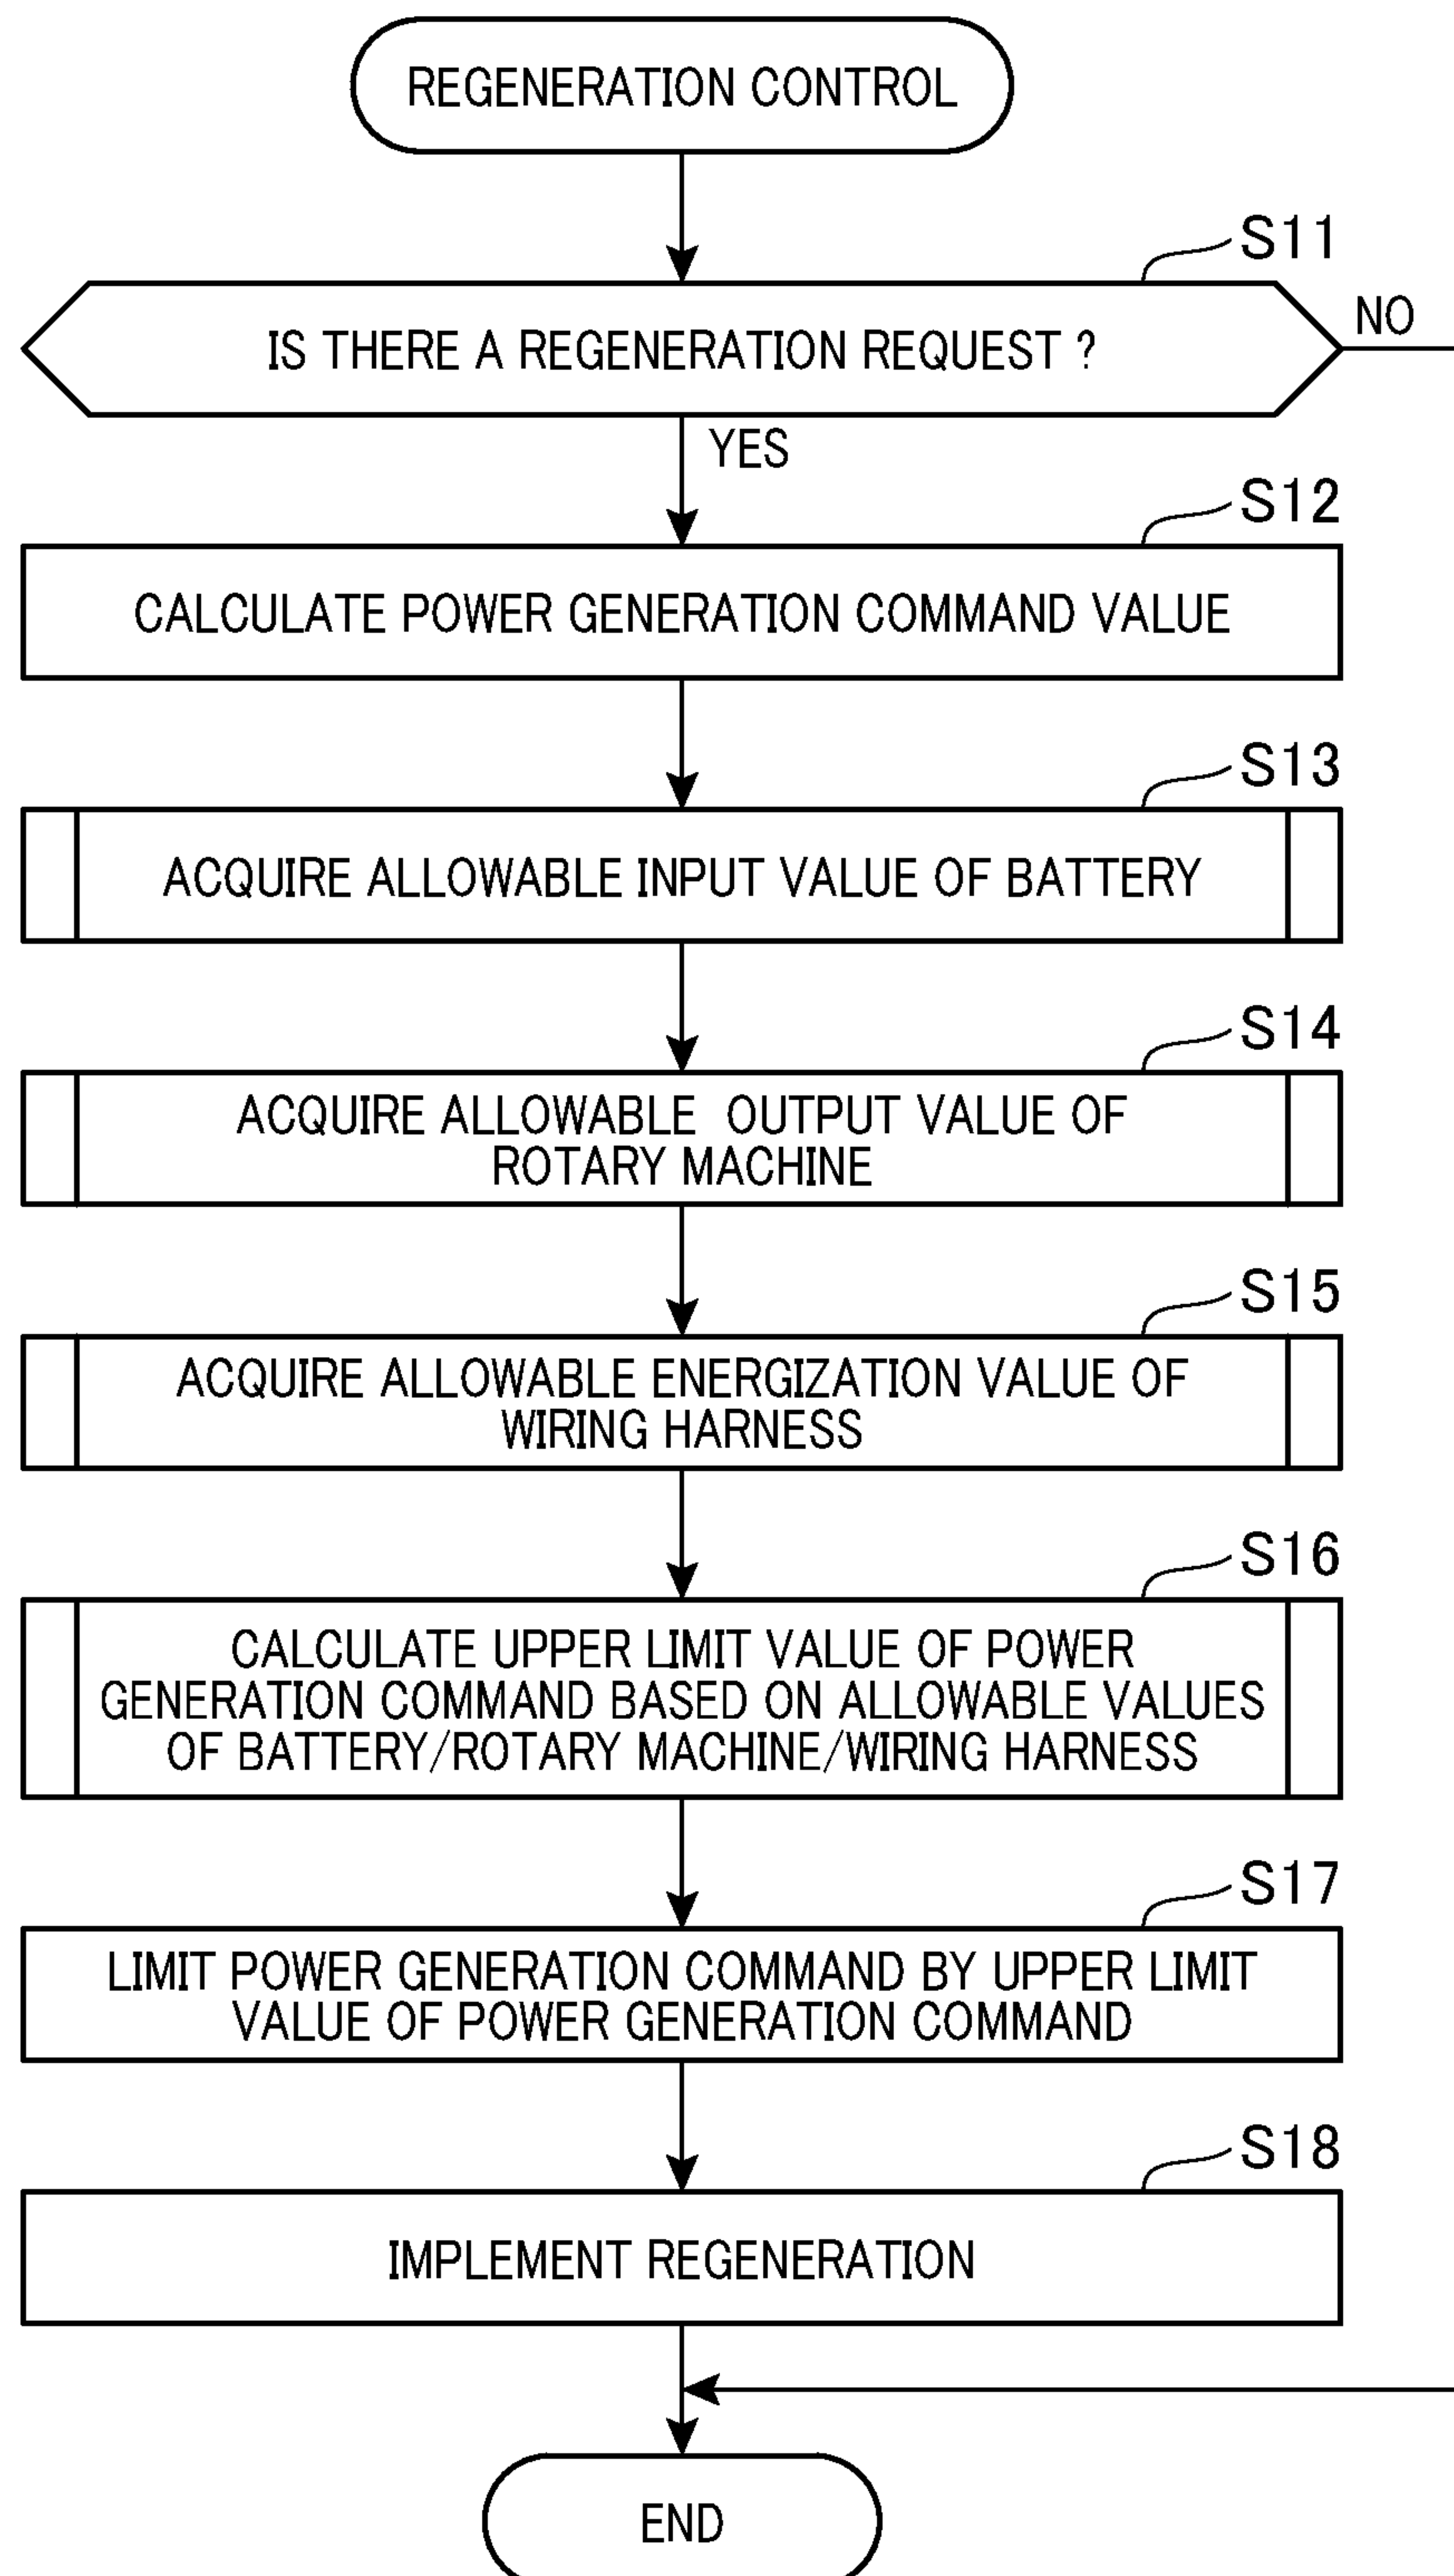 REGENERATION CONTROL
S11
IS THERE A REGENERATION REQUEST ?
NO
YES
S12
CALCULATE POWER GENERATION COMMAND VALUE
S13
ACQUIRE ALLOWABLE INPUT VALUE OF BATTERY
S14
ACQUIRE ALLOWABLE OUTPUT VALUE OF
ROTARY MACHINE
S15
ACQUIRE ALLOWABLE ENERGIZATION VALUE OF
WIRING HARNESS
S16
CALCULATE UPPER LIMIT VALUE OF POWER
GENERATION COMMAND BASED ON ALLOWABLE VALUES
OF BATTERY/ROTARY MACHINE/WIRING HARNESS
S17
LIMIT POWER GENERATION COMMAND BY UPPER LIMIT
VALUE OF POWER GENERATION COMMAND
S18
IMPLEMENT REGENERATION
END